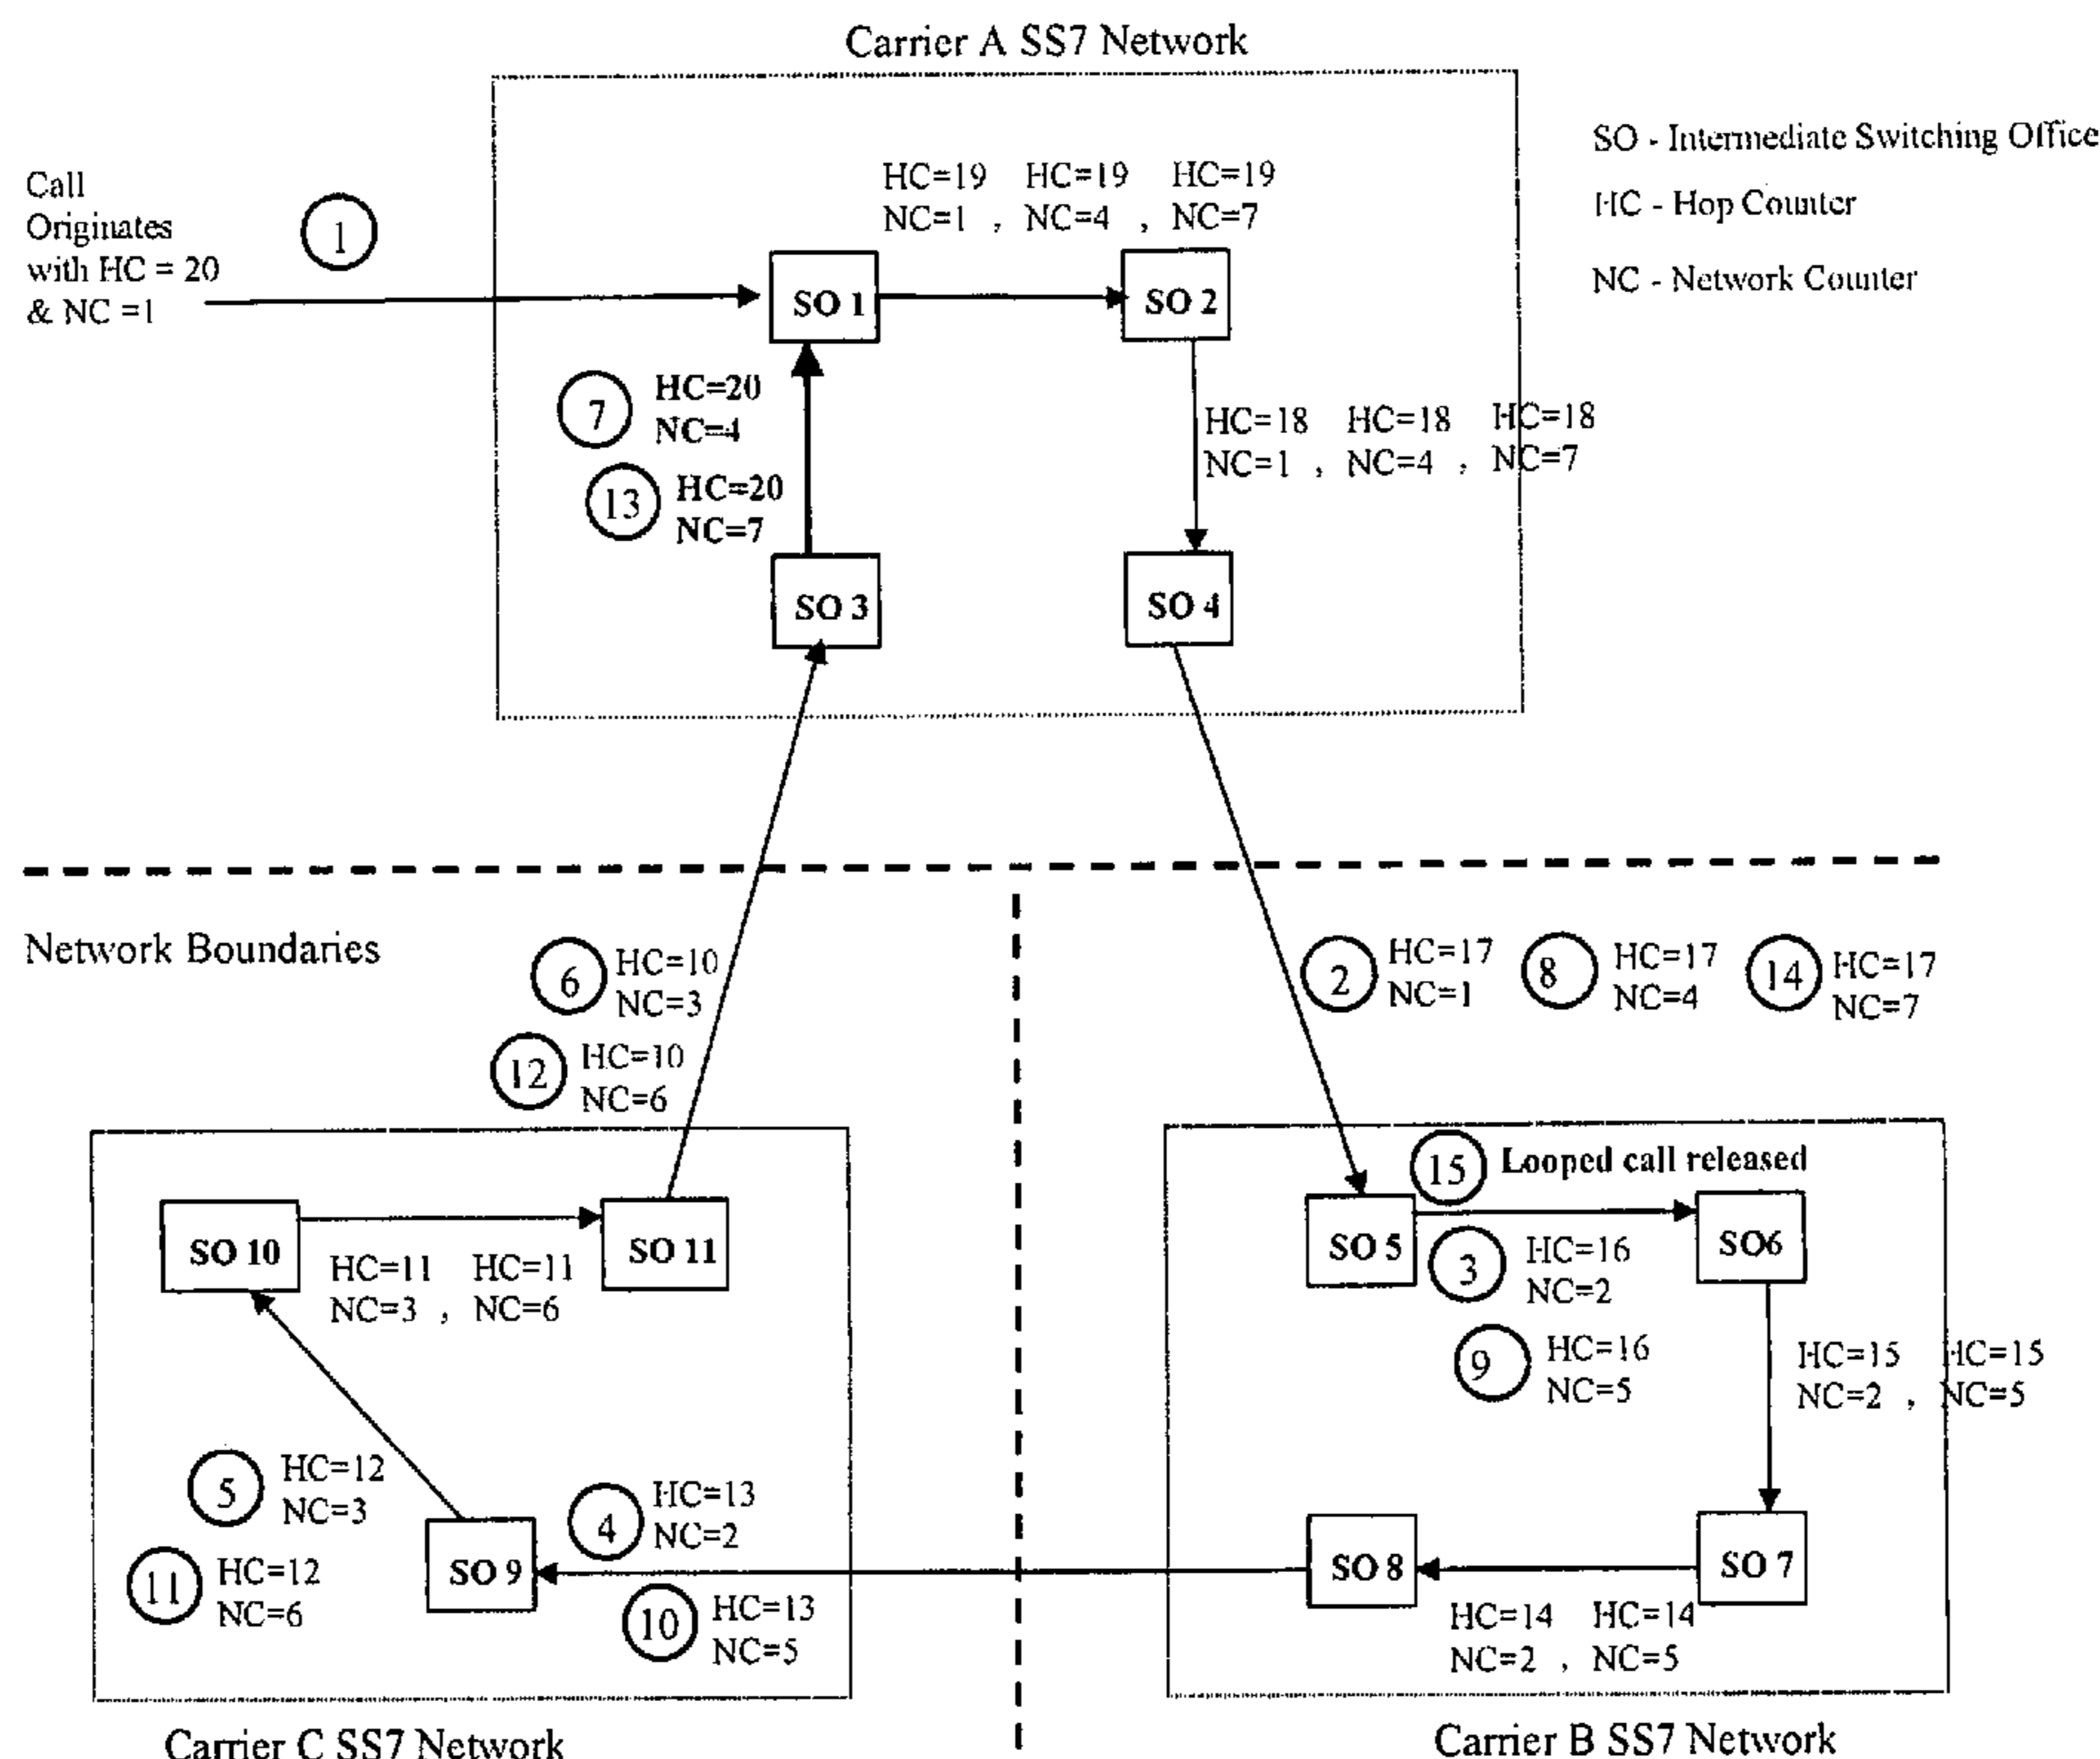 Carrier A SS7 Network
SO - Intermediate Switching Office
HC - Hop Counter
NC - Network Counter
Call
Originates
with HC = 20
& NC =1
1
HC=19 HC=19 HC=19
NC=1 , NC=4 , NC=7
SO 1
SO 2
7
HC=20
NC=4
13
HC=20
NC=7
HC=18 HC=18 HC=18
NC=1 , NC=4 , NC=7
SO 3
SO 4
Network Boundaries
6
HC=10
NC=3
12
HC=10
NC=6
2
HC=17
NC=1
8
HC=17
NC=4
14
HC=17
NC=7
SO 10
SO 11
HC=11 HC=11
NC=3 , NC=6
5
HC=12
NC=3
11
HC=12
NC=6
SO 9
4
HC=13
NC=2
10
HC=13
NC=5
15 Looped call released
SO 5
SO6
3
HC=16
NC=2
9
HC=16
NC=5
HC=15 HC=15
NC=2 , NC=5
SO 8
SO 7
HC=14 HC=14
NC=2 , NC=5
Carrier C SS7 Network
Carrier B SS7 Network